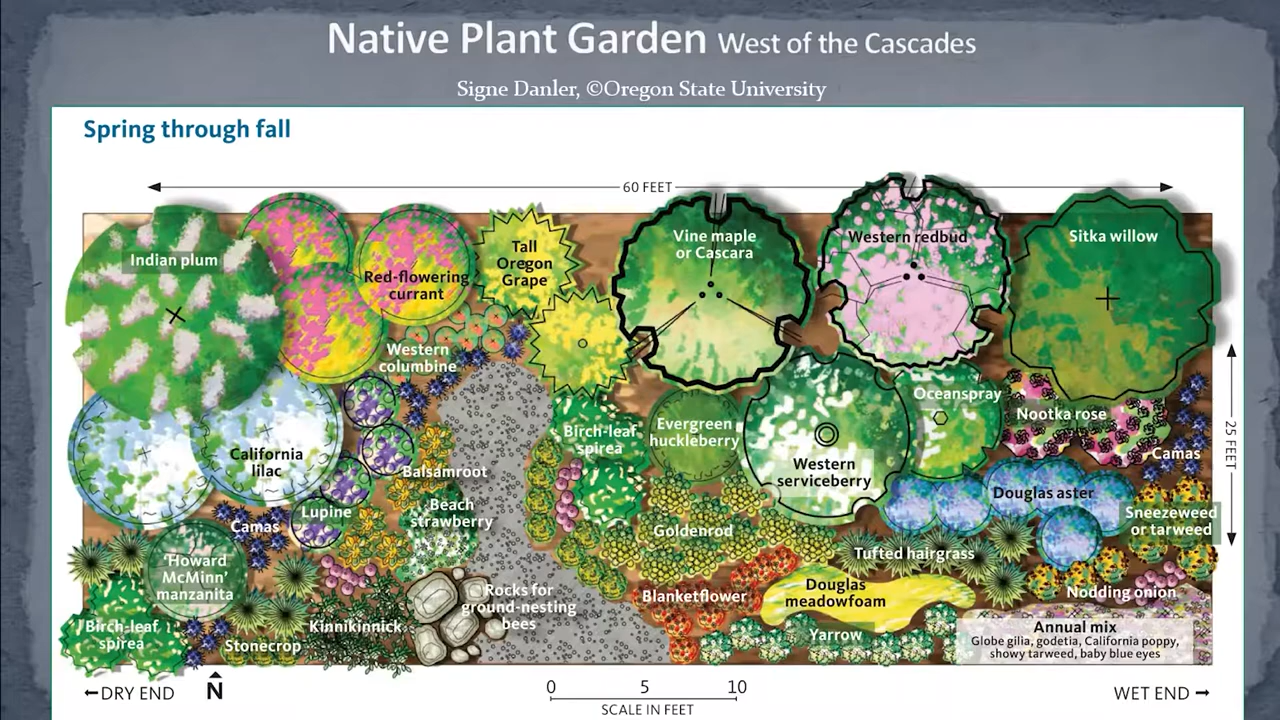 Native Plant Garden West of the Cascades
Signe Danler, ©Oregon State University
Spring through fall
60 FEET
Indian plum
Red-flowering
currant
Tall
Oregon
Grape
Vine maple
or Cascara
Western redbud
Sitka willow
Western
columbine
25 FEET
California
lilac
Balsamroot
Birch-leaf
spirea
Evergreen
huckleberry
Western
serviceberry
Oceanspray
Nootka rose
Camas
Camas
Lupine
Beach
strawberry
Goldenrod
Douglas aster
Sneezeweed
or tarweed
'Howard
McMinn'
manzanita
Tufted hairgrass
Rocks for
ground-nesting
bees
Blanketflower
Douglas
meadowfoam
Nodding onion
Birch-leaf
spirea
Stonecrop
Kinnikinnick
Yarrow
Annual mix
Globe gilia, godetia, California poppy,
showy tarweed, baby blue eyes
←DRY END
N
0 5 10
SCALE IN FEET
WET END →